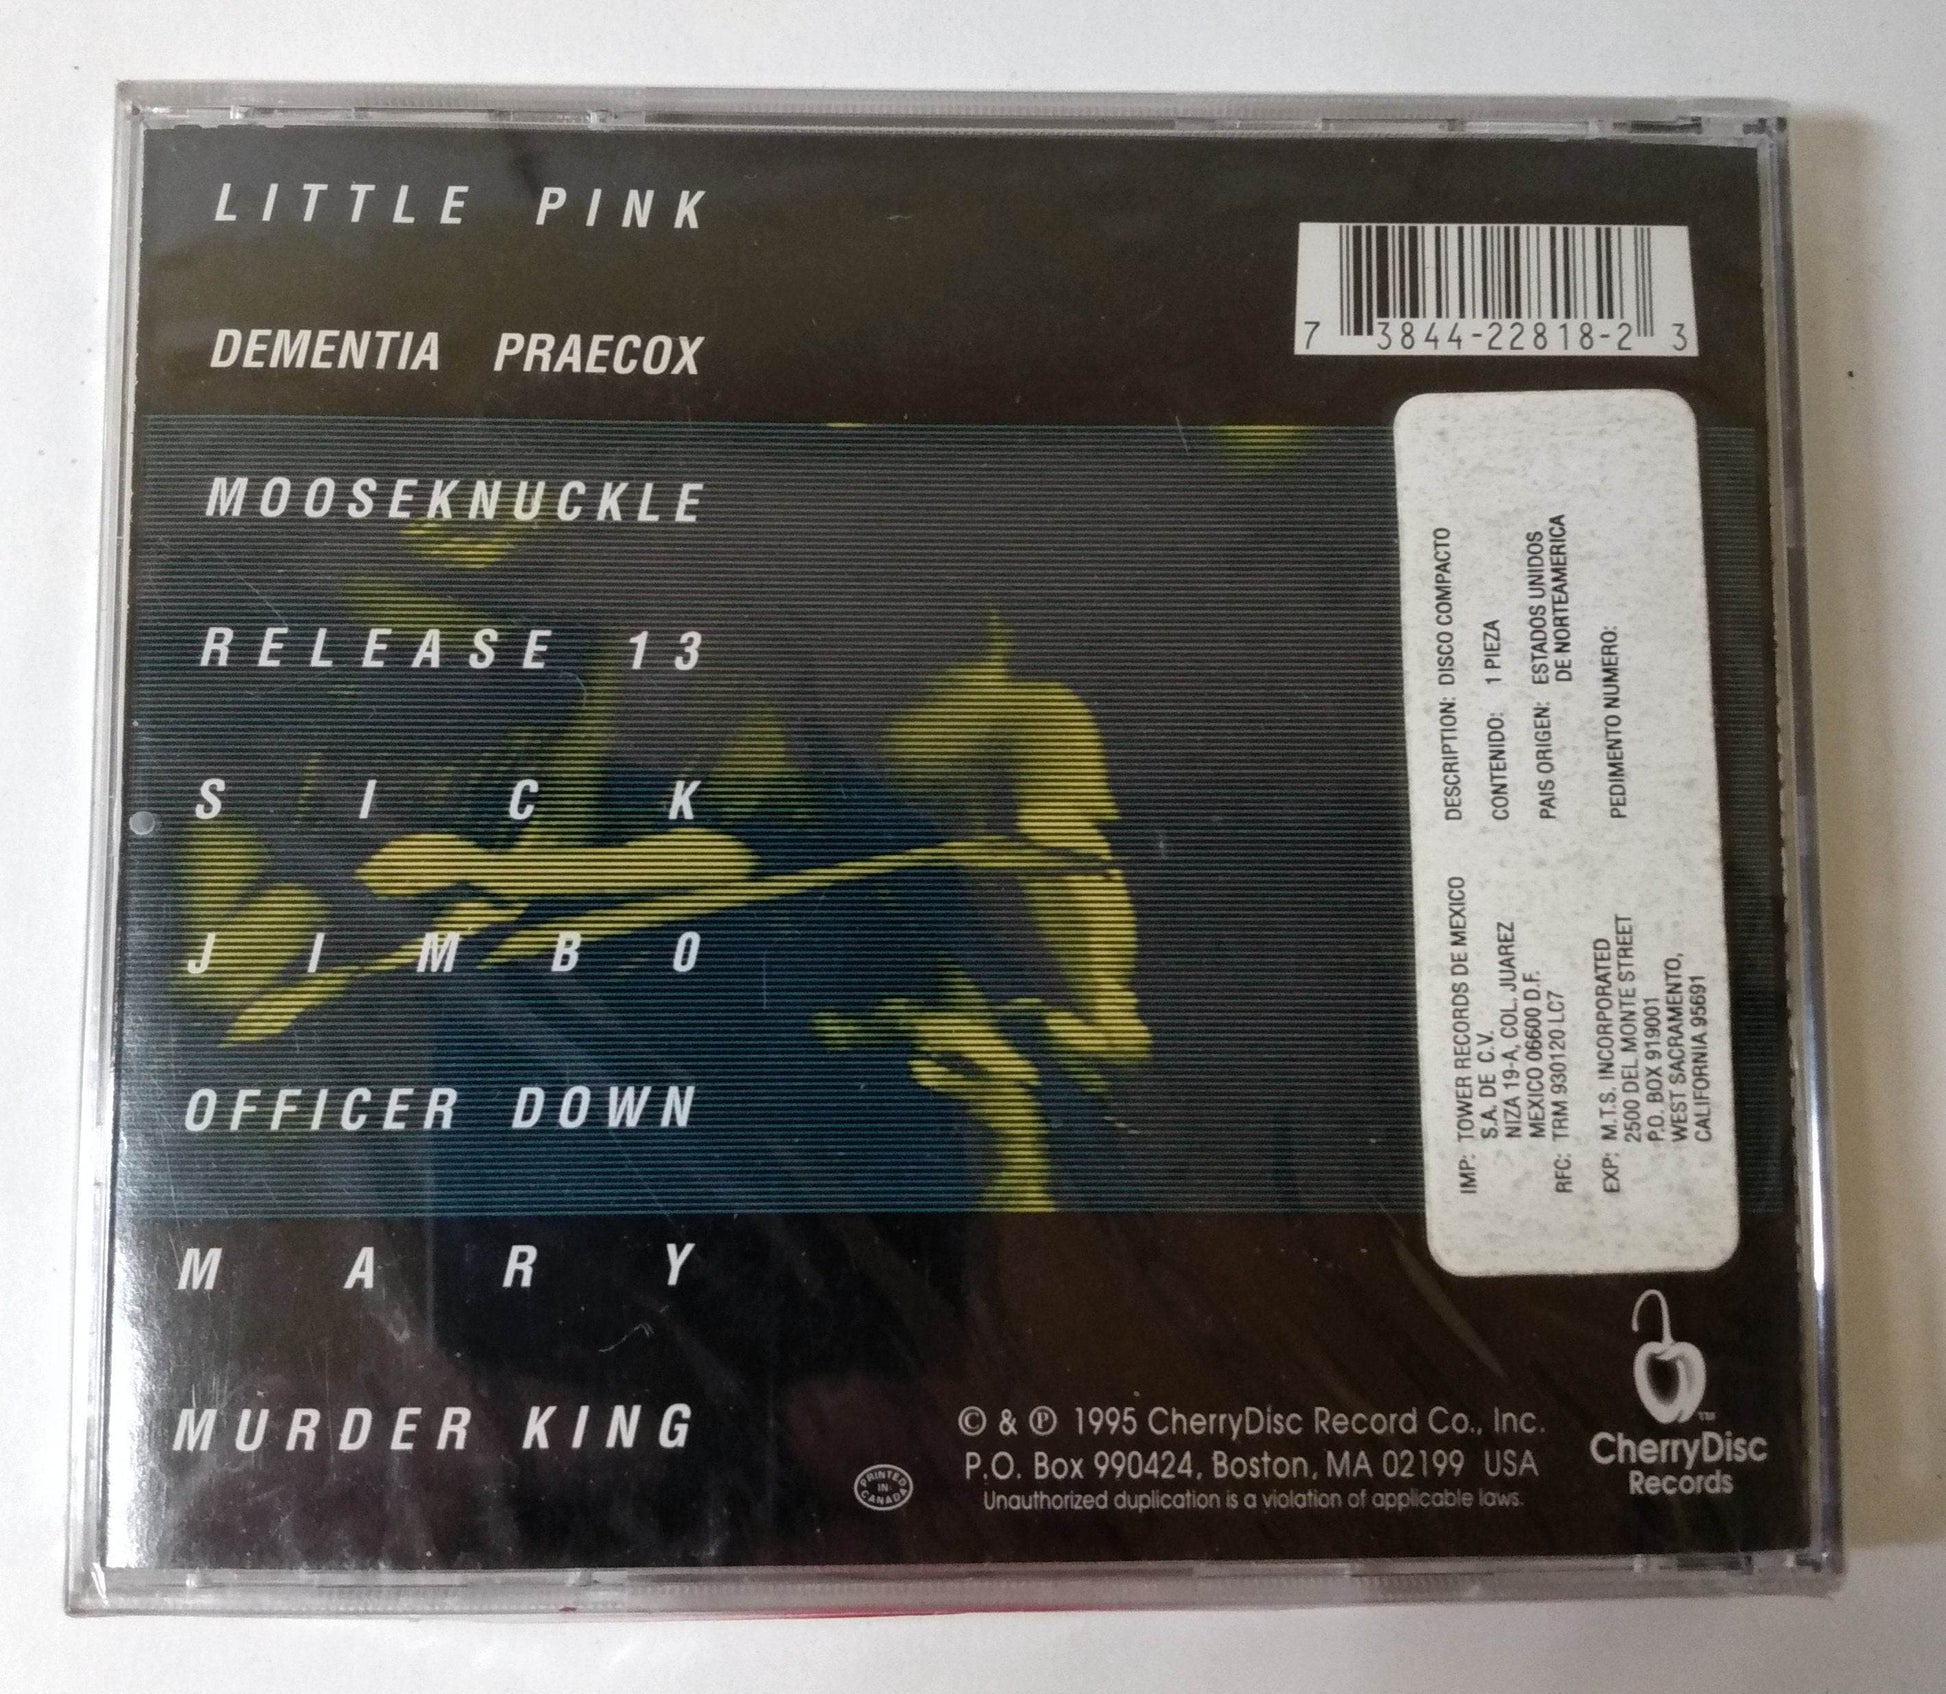 LITTLE PINK
DEMENTIA PRAECOX
MOOSEKNUCKLE
RELEASE 13
SICK
JIMBO
OFFICER DOWN
MARY
MURDER KING
7 3844-22818-2 3
DESCRIPTION: DISCO COMPACTO
CONTENIDO: 1 PIEZA
PAIS ORIGEN: ESTADOS UNIDOS
DE NORTEAMERICA
PEDIMENTO NUMERO:
IMP: TOWER RECORDS DE MEXICO
S.A. DE C.V.
NIZA 19-A, COL. JUAREZ
MEXICO 06600 D.F.
RFC: TRM 930120 LC7
EXP: M.T.S. INCORPORATED
2500 DEL MONTE STREET
P.O. BOX 919001
WEST SACRAMENTO,
CALIFORNIA 95691
PRINTED
IN
CANADA
© & ℗ 1995 CherryDisc Record Co., Inc.
P.O. Box 990424, Boston, MA 02199 USA
Unauthorized duplication is a violation of applicable laws.
TM
CherryDisc
Records